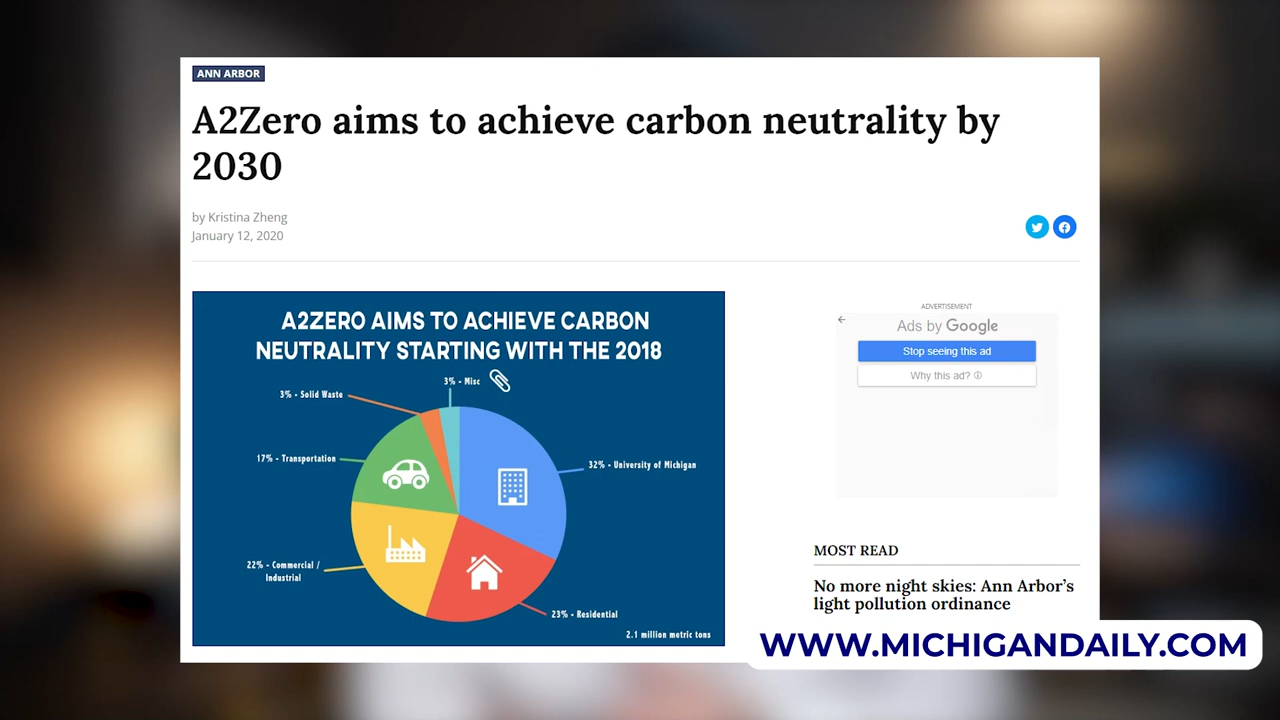 ANN ARBOR
A2Zero aims to achieve carbon neutrality by
2030
by Kristina Zheng
January 12, 2020
A2ZERO AIMS TO ACHIEVE CARBON
NEUTRALITY STARTING WITH THE 2018
3% - Misc
3% - Solid Waste
17% - Transportation
32% - University of Michigan
22% - Commercial /
Industrial
23% - Residential
2.1 million metric tons
ADVERTISEMENT
Ads by Google
Stop seeing this ad
Why this ad?
MOST READ
No more night skies: Ann Arbor’s
light pollution ordinance
WWW.MICHIGANDAILY.COM